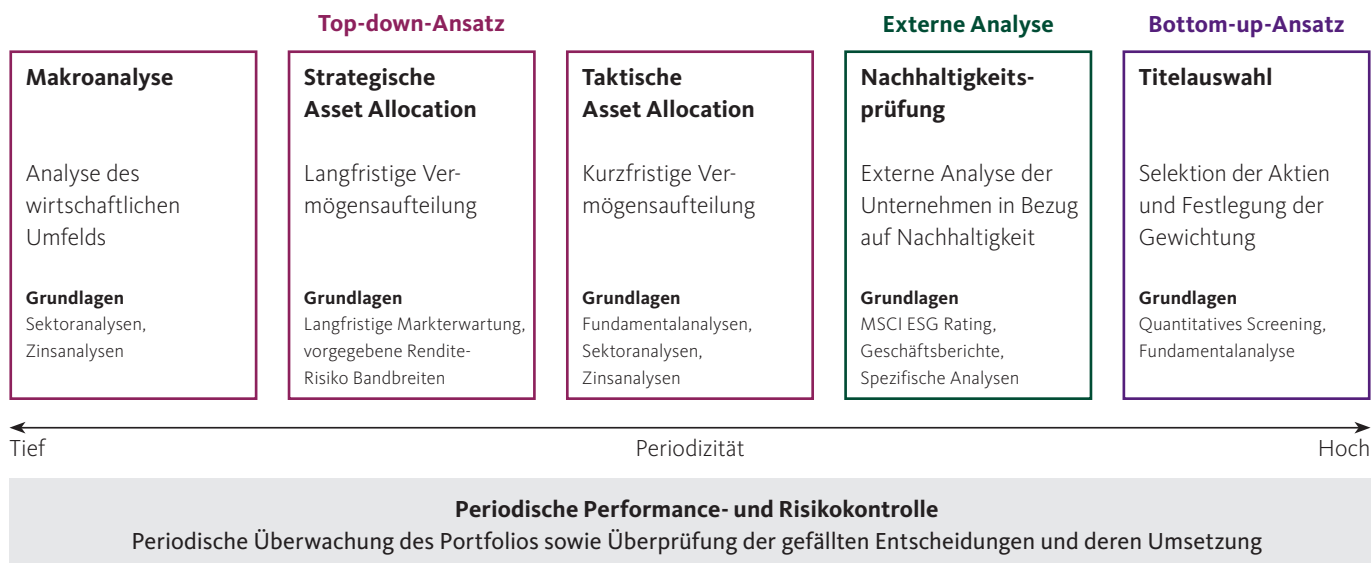 Top-down-Ansatz
Externe Analyse
Bottom-up-Ansatz
Makroanalyse
Analyse des
wirtschaftlichen
Umfelds
Grundlagen
Sektoranalysen,
Zinsanalysen
Strategische
Asset Allocation
Langfristige Ver-
mögensaufteilung
Grundlagen
Langfristige Markterwartung,
vorgegebene Rendite-
Risiko Bandbreiten
Taktische
Asset Allocation
Kurzfristige Ver-
mögensaufteilung
Grundlagen
Fundamentalanalysen,
Sektoranalysen,
Zinsanalysen
Nachhaltigkeits-
prüfung
Externe Analyse der
Unternehmen in Bezug
auf Nachhaltigkeit
Grundlagen
MSCI ESG Rating,
Geschäftsberichte,
Spezifische Analysen
Titelauswahl
Selektion der Aktien
und Festlegung der
Gewichtung
Grundlagen
Quantitatives Screening,
Fundamentalanalyse
Tief
Periodizität
Hoch
Periodische Performance- und Risikokontrolle
Periodische Überwachung des Portfolios sowie Überprüfung der gefällten Entscheidungen und deren Umsetzung